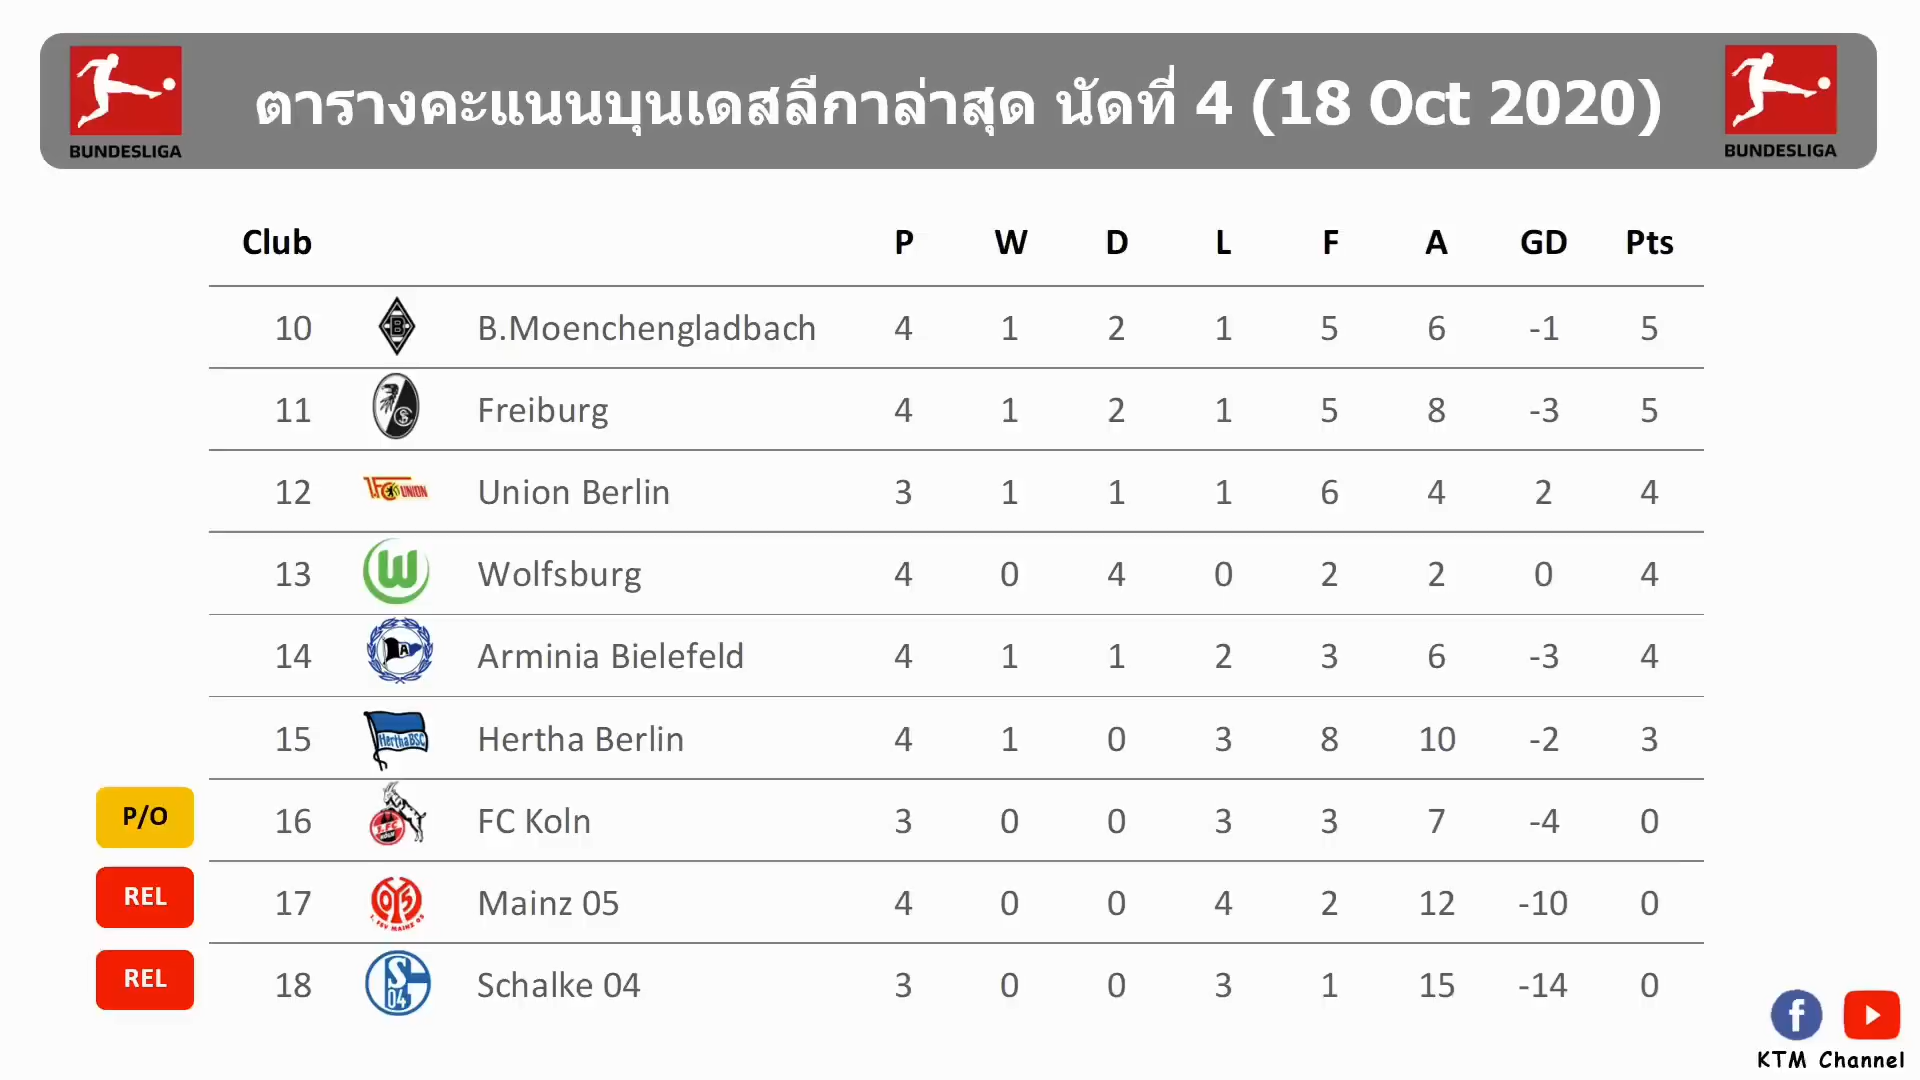 BUNDESLIGA
ตารางคะแนนบุนเดสลีกาล่าสุด นัดที่ 4 (18 Oct 2020)
BUNDESLIGA
Club P W D L F A GD Pts
10 B B.Moenchengladbach 4 1 2 1 5 6 -1 5
11 Freiburg 4 1 2 1 5 8 -3 5
12 UNION Union Berlin 3 1 1 1 6 4 2 4
13 W Wolfsburg 4 0 4 0 2 2 0 4
14 A Arminia Bielefeld 4 1 1 2 3 6 -3 4
15 HerthaBSC Hertha Berlin 4 1 0 3 8 10 -2 3
P/O 16 FC Koln 3 0 0 3 3 7 -4 0
REL 17 Mainz 05 4 0 0 4 2 12 -10 0
REL 18 S 04 Schalke 04 3 0 0 3 1 15 -14 0
KTM Channel